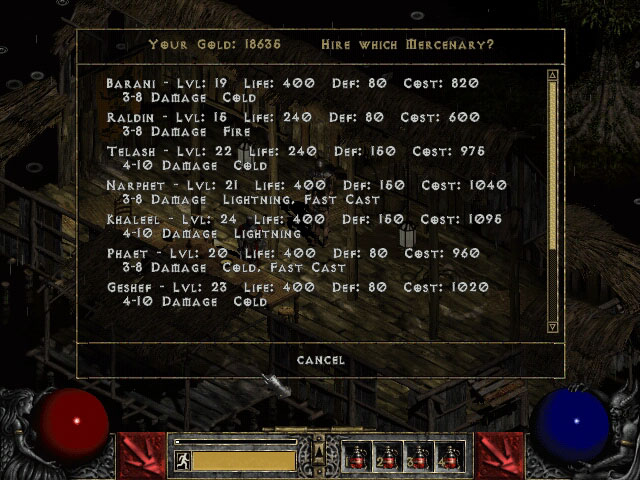 Your Gold: 18635 Hire which Mercenary?
Barani - Lvl: 19 Life: 400 Def: 80 Cost: 820
3-8 Damage Cold
Raldin - Lvl: 15 Life: 240 Def: 80 Cost: 600
3-8 Damage Fire
Telash - Lvl: 22 Life: 240 Def: 150 Cost: 975
4-10 Damage Cold
Narphet - Lvl: 21 Life: 400 Def: 150 Cost: 1040
3-8 Damage Lightning, Fast Cast
Khaleel - Lvl: 24 Life: 400 Def: 150 Cost: 1095
4-10 Damage Lightning
Phaet - Lvl: 20 Life: 400 Def: 80 Cost: 960
3-8 Damage Cold, Fast Cast
Geshef - Lvl: 23 Life: 400 Def: 80 Cost: 1020
4-10 Damage Cold
cancel
2 3 4